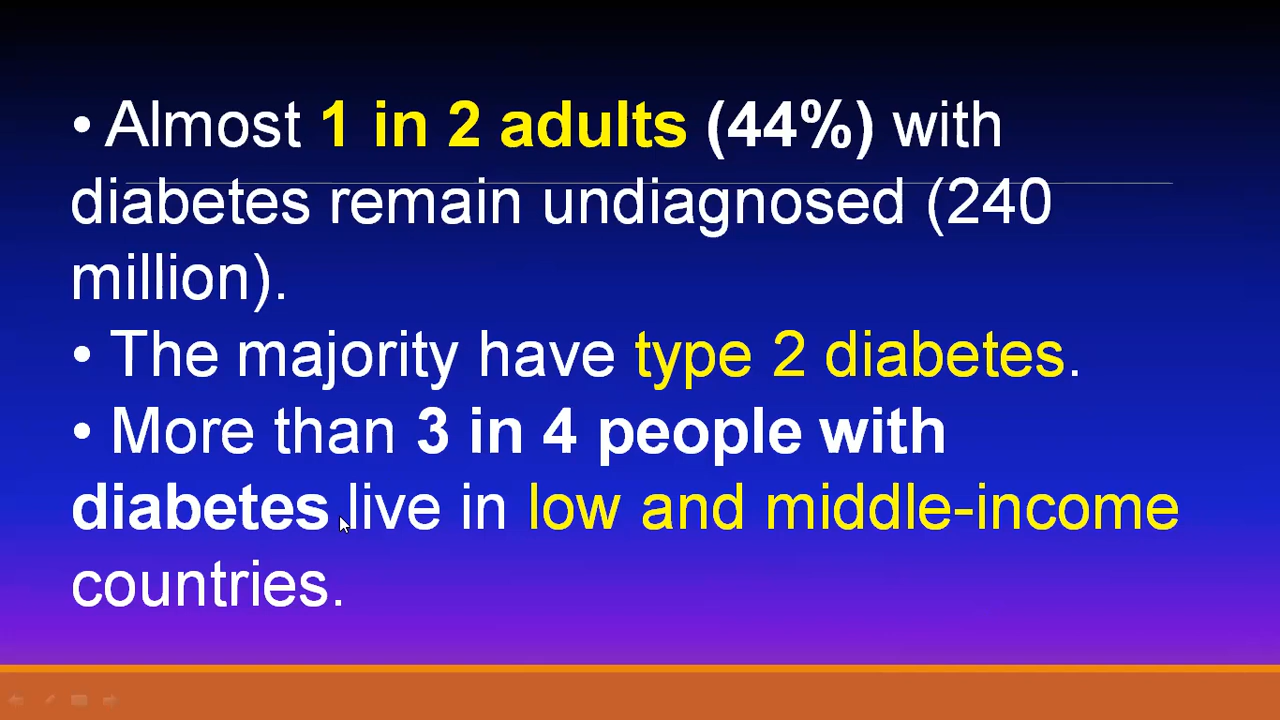 • Almost 1 in 2 adults (44%) with
diabetes remain undiagnosed (240
million).
• The majority have type 2 diabetes.
• More than 3 in 4 people with
diabetes live in low and middle-income
countries.